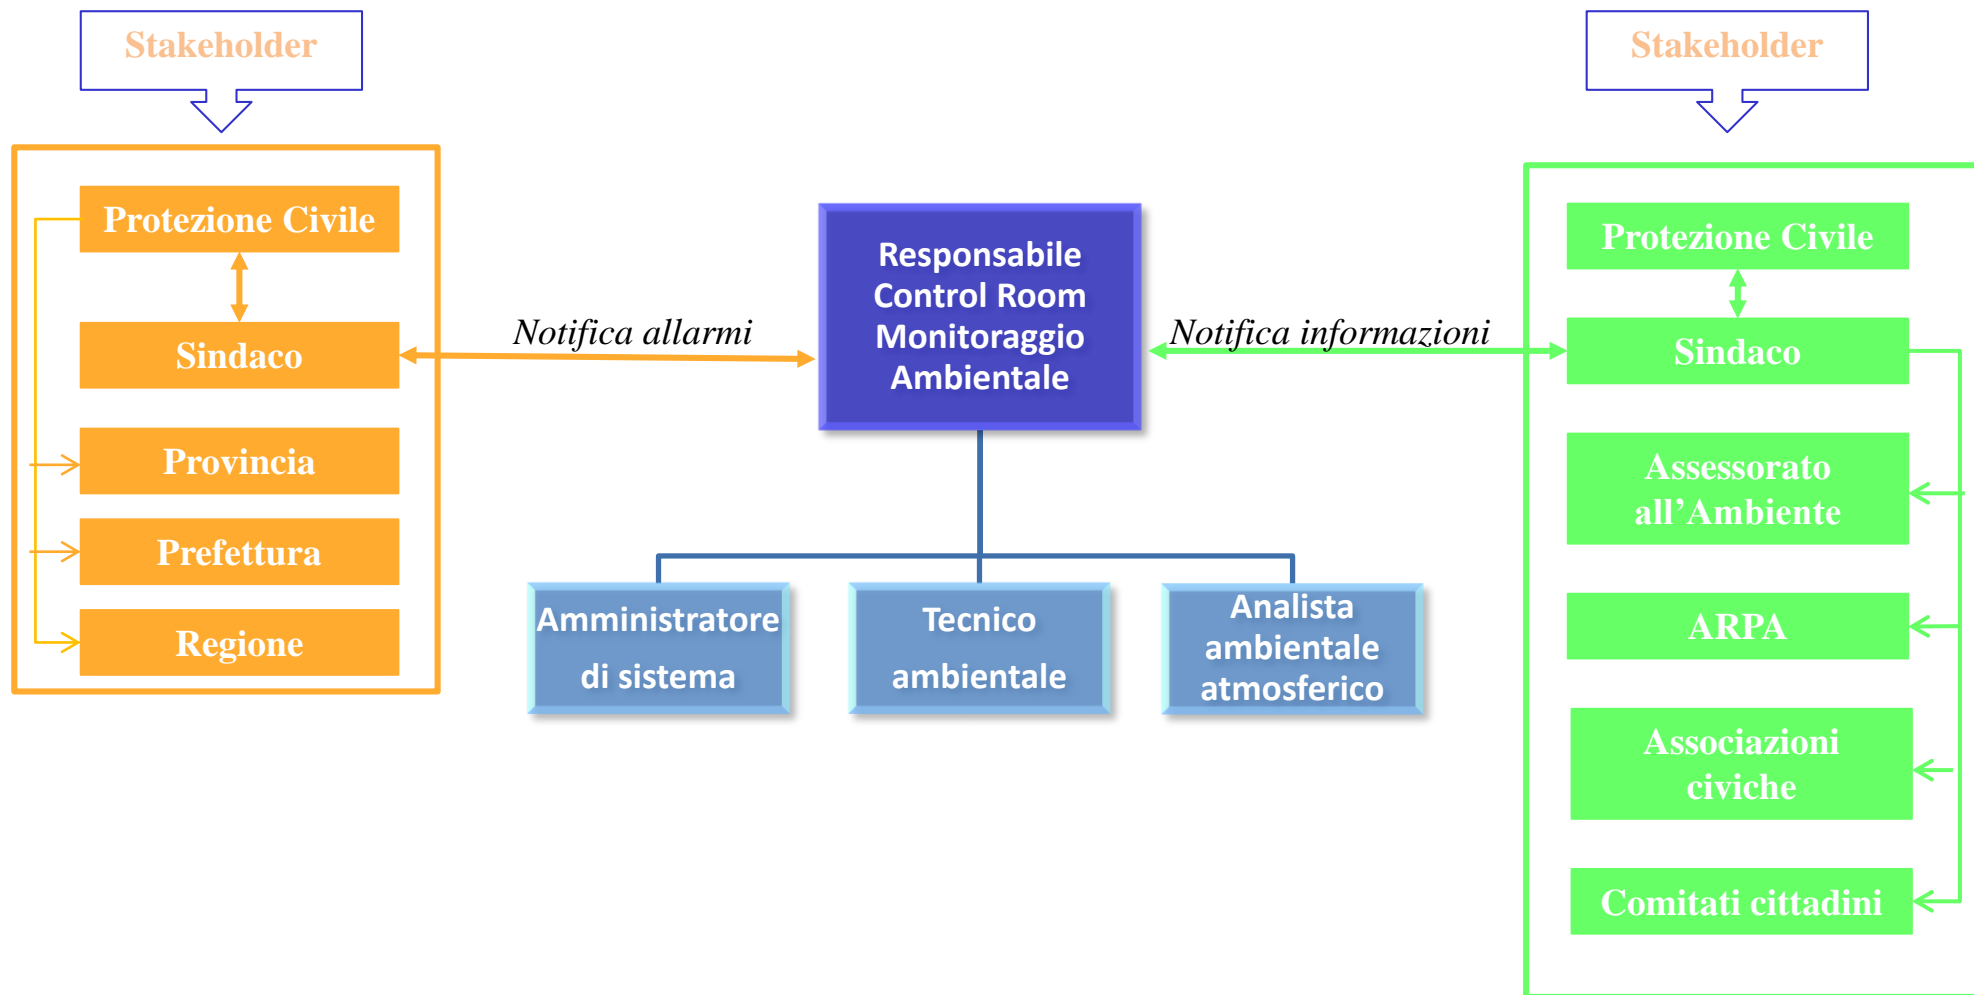 Stakeholder
Protezione Civile
Sindaco
Provincia
Prefettura
Regione
Notifica allarmi
Responsabile
Control Room
Monitoraggio
Ambientale
Amministratore
di sistema
Tecnico
ambientale
Analista
ambientale
atmosferico
Notifica informazioni
Stakeholder
Protezione Civile
Sindaco
Assessorato
all’Ambiente
ARPA
Associazioni
civiche
Comitati cittadini